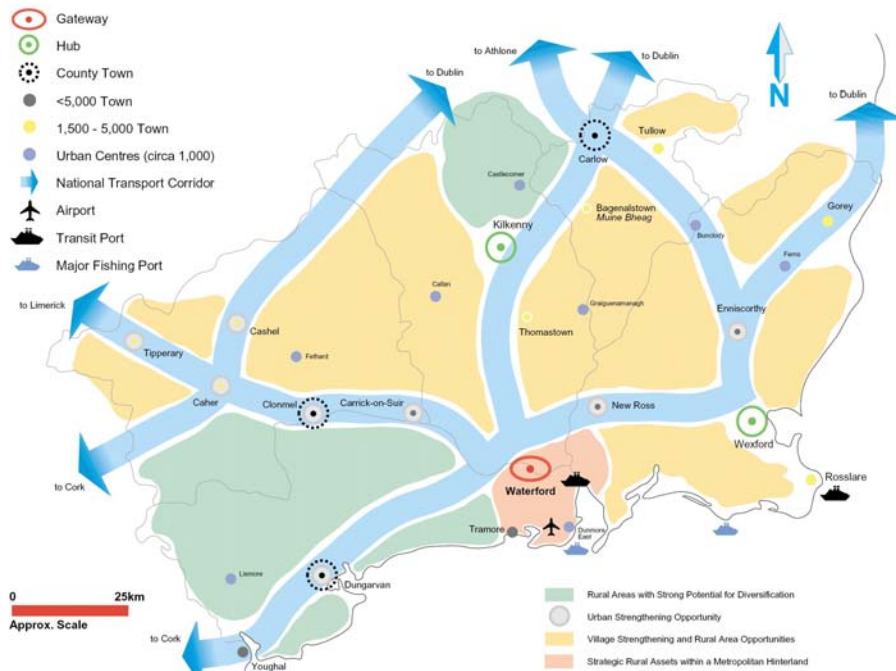 Gateway
Hub
County Town
<5,000 Town
1,500 - 5,000 Town
Urban Centres (circa 1,000)
National Transport Corridor
Airport
Transit Port
Major Fishing Port
to Athlone
to Dublin
to Dublin
N
to Dublin
Tullow
Carlow
Castlecomer
Bagenalstown
Muine Bheag
Kilkenny
Gorey
Bunclody
Ferns
Callan
Graiguenamanagh
to Limerick
Enniscorthy
Cashel
Thomastown
Tipperary
Fethard
Caher
Clonmel
Carrick-on-Suir
New Ross
Wexford
to Cork
Waterford
Rosslare
Tramore
Dunmore
East
Lismore
Dungarvan
0 25km
Approx. Scale
to Cork
Youghal
Rural Areas with Strong Potential for Diversification
Urban Strengthening Opportunity
Village Strengthening and Rural Area Opportunities
Strategic Rural Assets within a Metropolitan Hinterland